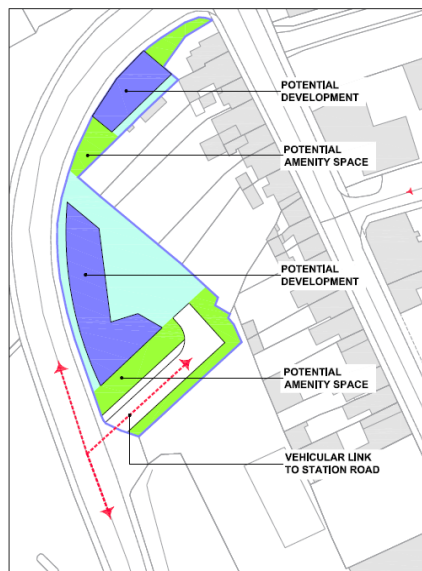 POTENTIAL
DEVELOPMENT
POTENTIAL
AMENITY SPACE
POTENTIAL
DEVELOPMENT
POTENTIAL
AMENITY SPACE
VEHICULAR LINK
TO STATION ROAD